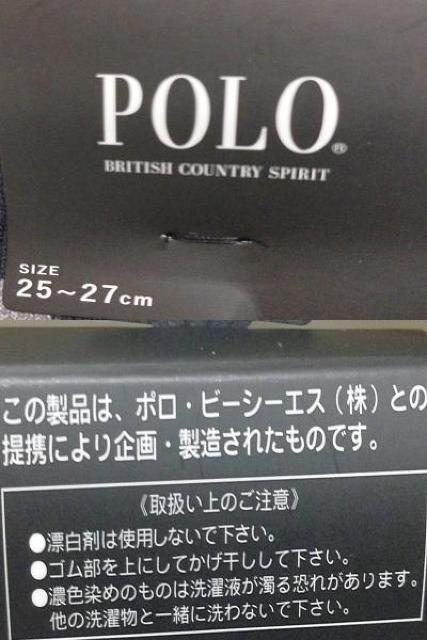 POLO®
BRITISH COUNTRY SPIRIT
SIZE
25~27cm
この製品は、ポロ・ビーシーエス(株)との
提携により企画・製造されたものです。
《取扱い上のご注意》
●漂白剤は使用しないで下さい。
●ゴム部を上にしてかげ干しして下さい。
●濃色染めのものは洗濯液が濁る恐れがあります。
他の洗濯物と一緒に洗わないで下さい。